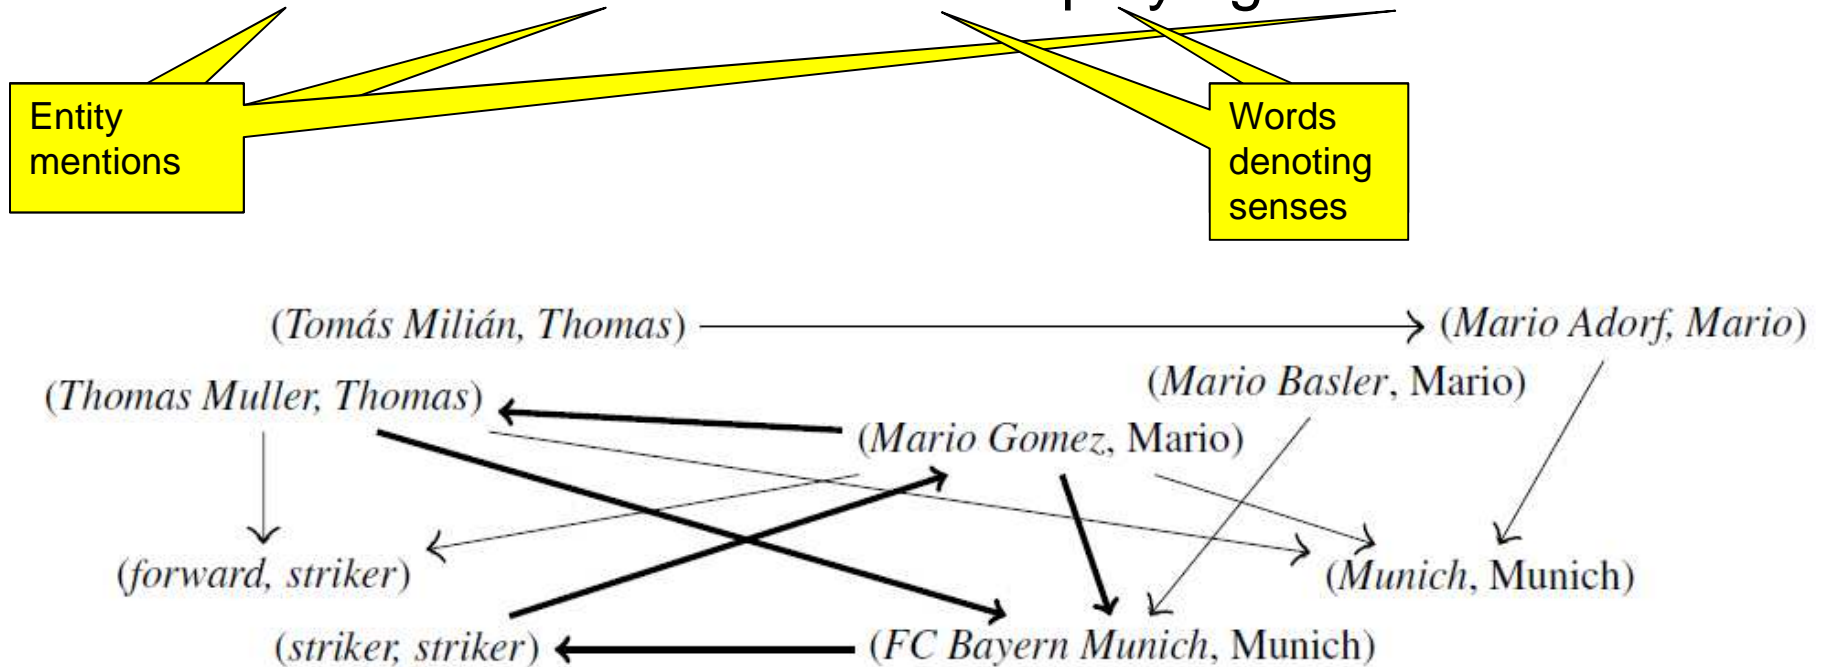 Entity
mentions
Words
denoting
senses
(Tomás Milián, Thomas)
(Mario Adorf, Mario)
(Mario Basler, Mario)
(Thomas Muller, Thomas)
(Mario Gomez, Mario)
(forward, striker)
(Munich, Munich)
(striker, striker)
(FC Bayern Munich, Munich)